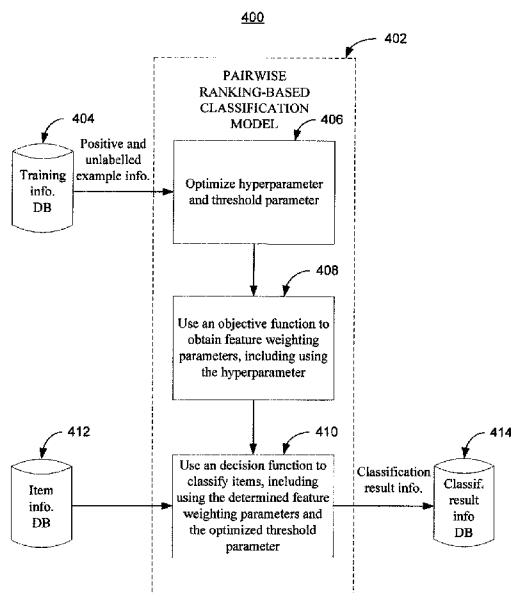 400
402
PAIRWISE
RANKING-BASED
CLASSIFICATION
MODEL
404
406
Positive and
unlabelled
example info.
Training
info.
DB
Optimize hyperparameter
and threshold parameter
408
Use an objective function to
obtain feature weighting
parameters, including using
the hyperparameter
412
410
414
Item
info.
DB
Use an decision function to
classify items, including
using the determined feature
weighting parameters and
the optimized threshold
parameter
Classification
result info.
Classif.
result
info
DB